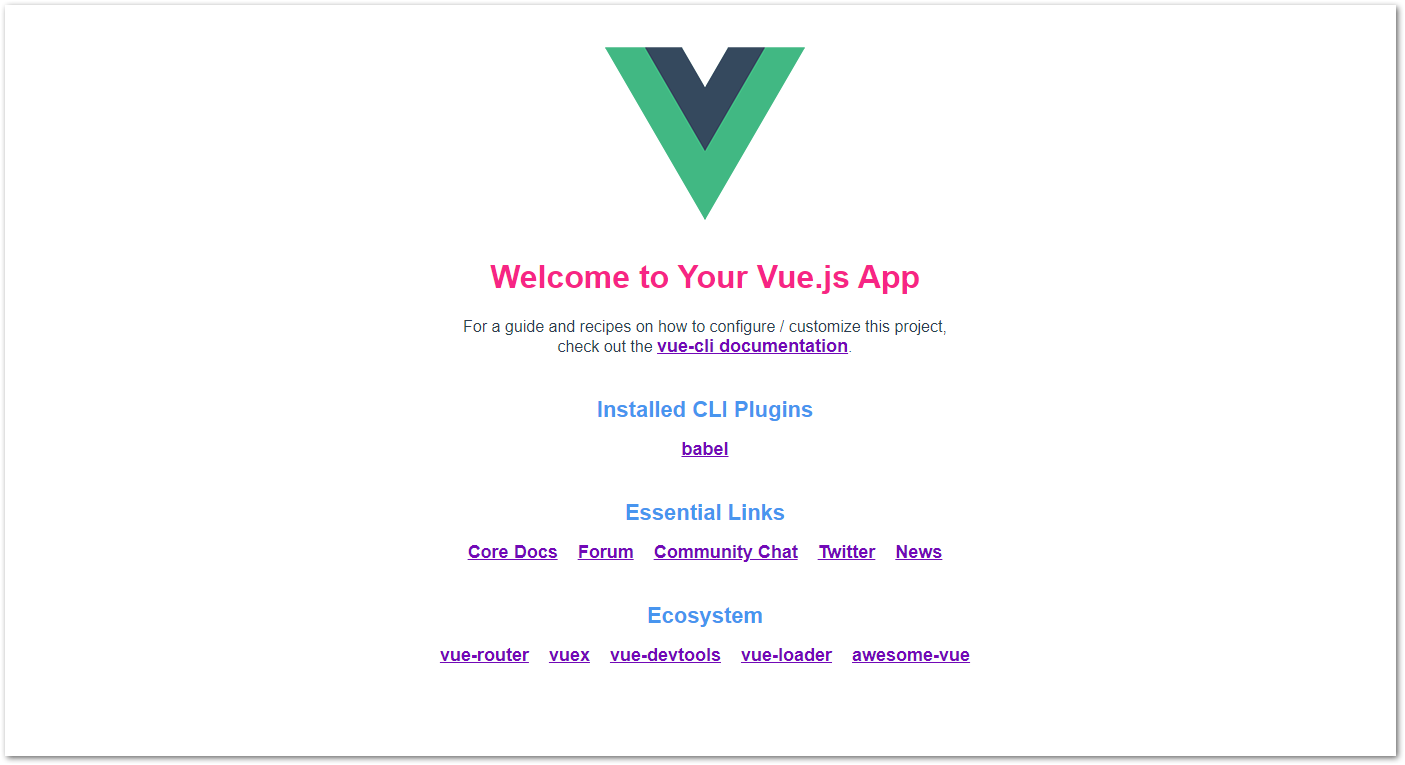 Welcome to Your Vue.js App
For a guide and recipes on how to configure / customize this project,
check out the vue-cli documentation.
Installed CLI Plugins
babel
Essential Links
Core Docs Forum Community Chat Twitter News
Ecosystem
vue-router vuex vue-devtools vue-loader awesome-vue